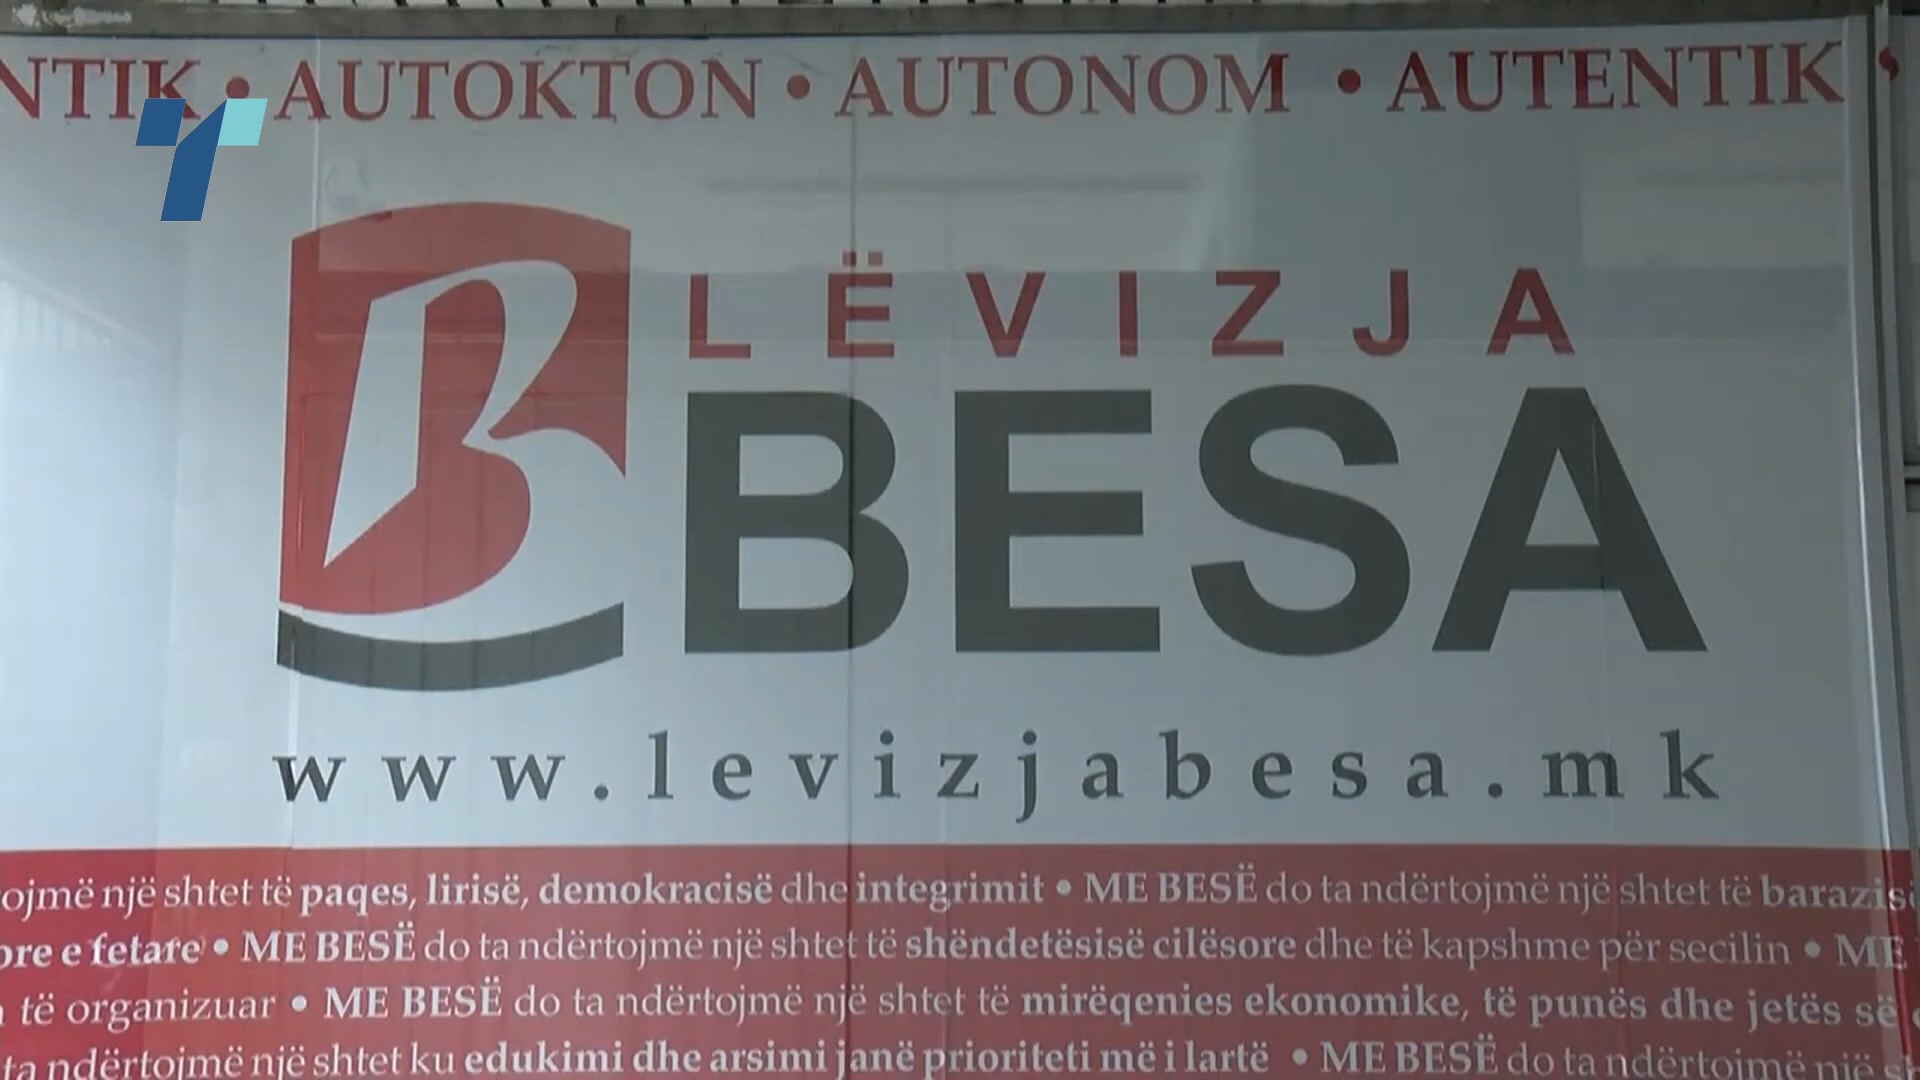 NTIK • AUTOKTON • AUTONOM • AUTENTIK •
LËVIZJA
BESA
www.levizjabesa.mk
ojmë një shtet të paqes, lirisë, demokracisë dhe integrimit • ME BESË do ta ndërtojmë një shtet të barazisë
ore e fetare • ME BESË do ta ndërtojmë një shtet të shëndetësisë cilësore dhe të kapshme për secilin • ME
të organizuar • ME BESË do ta ndërtojmë një shtet të mirëqenies ekonomike, të punës dhe jetës së
ta ndërtojmë një shtet ku edukimi dhe arsimi janë prioriteti më i lartë • ME BESË do ta ndërtojmë një